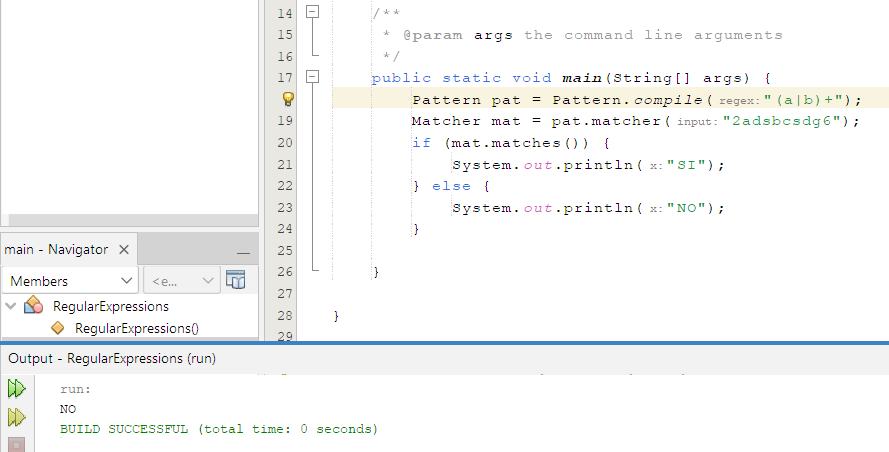 14 /**
15 * @param args the command line arguments
16 */
17 public static void main(String[] args) {
Pattern pat = Pattern.compile( regex: "(a|b)+");
19 Matcher mat = pat.matcher( input: "2adsbcsdg6");
20 if (mat.matches()) {
21 System.out.println( x: "SI");
22 } else {
23 System.out.println( x: "NO");
24 }
25
26 }
27
28 }
29
main - Navigator
Members
<e...
RegularExpressions
RegularExpressions()
Output - RegularExpressions (run)
run:
NO
BUILD SUCCESSFUL (total time: 0 seconds)